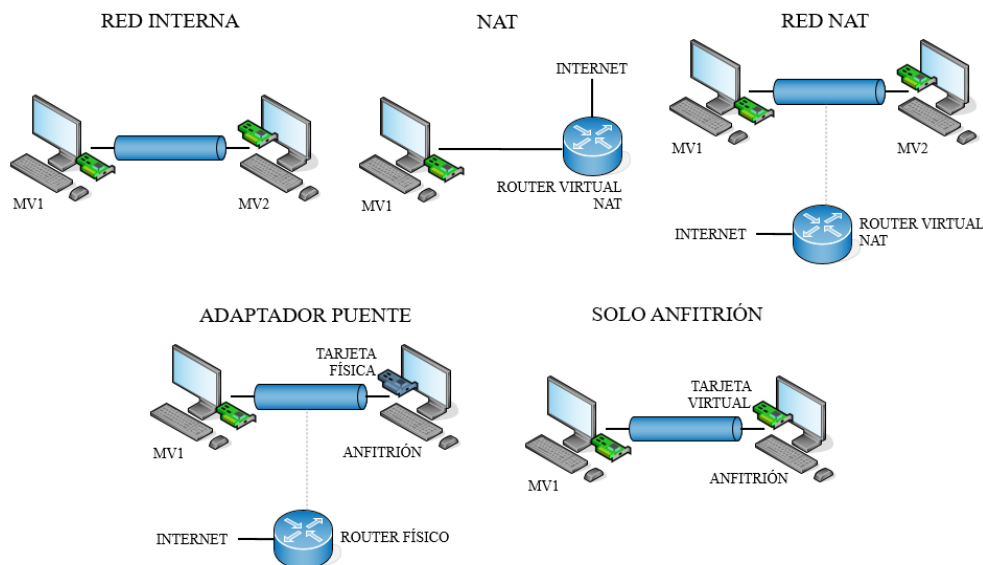 RED INTERNA
MV1
MV2
NAT
INTERNET
ROUTER VIRTUAL
NAT
MV1
RED NAT
MV1
MV2
INTERNET
ROUTER VIRTUAL
NAT
ADAPTADOR PUENTE
TARJETA
FÍSICA
MV1
ANFITRIÓN
INTERNET
ROUTER FÍSICO
SOLO ANFITRIÓN
TARJETA
VIRTUAL
MV1
ANFITRIÓN